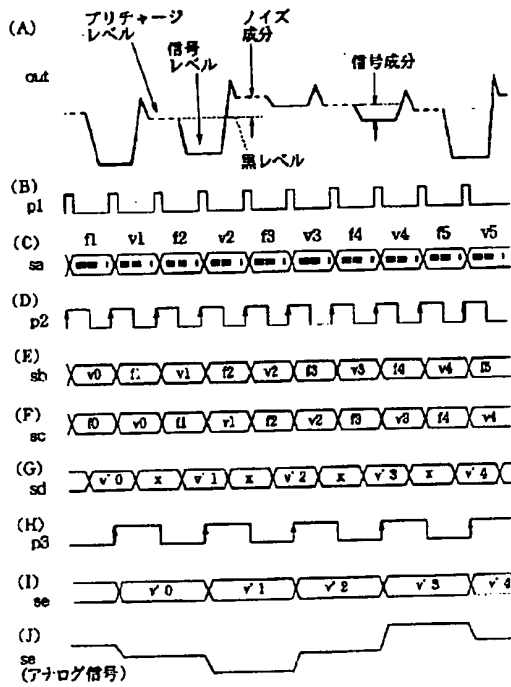 (A)
プリチャージ
レベル
ノイズ
成分
信号
レベル
信号成分
out
黒レベル
(B)
p1
f1 v1 f2 v2 f3 v3 f4 v4 f5 v5
(C)
sa
(D)
p2
(E)
sb
v0 f1 v1 f2 v2 f3 v3 f4 v4 f5
(F)
sc
f0 v0 f1 v1 f2 v2 f3 v3 f4 v4
(G)
sd
v'0 x v'1 x v'2 x v'3 x v'4
(H)
p3
(I)
se
v'0 v'1 v'2 v'3 v'4
(J)
se
(アナログ信号)